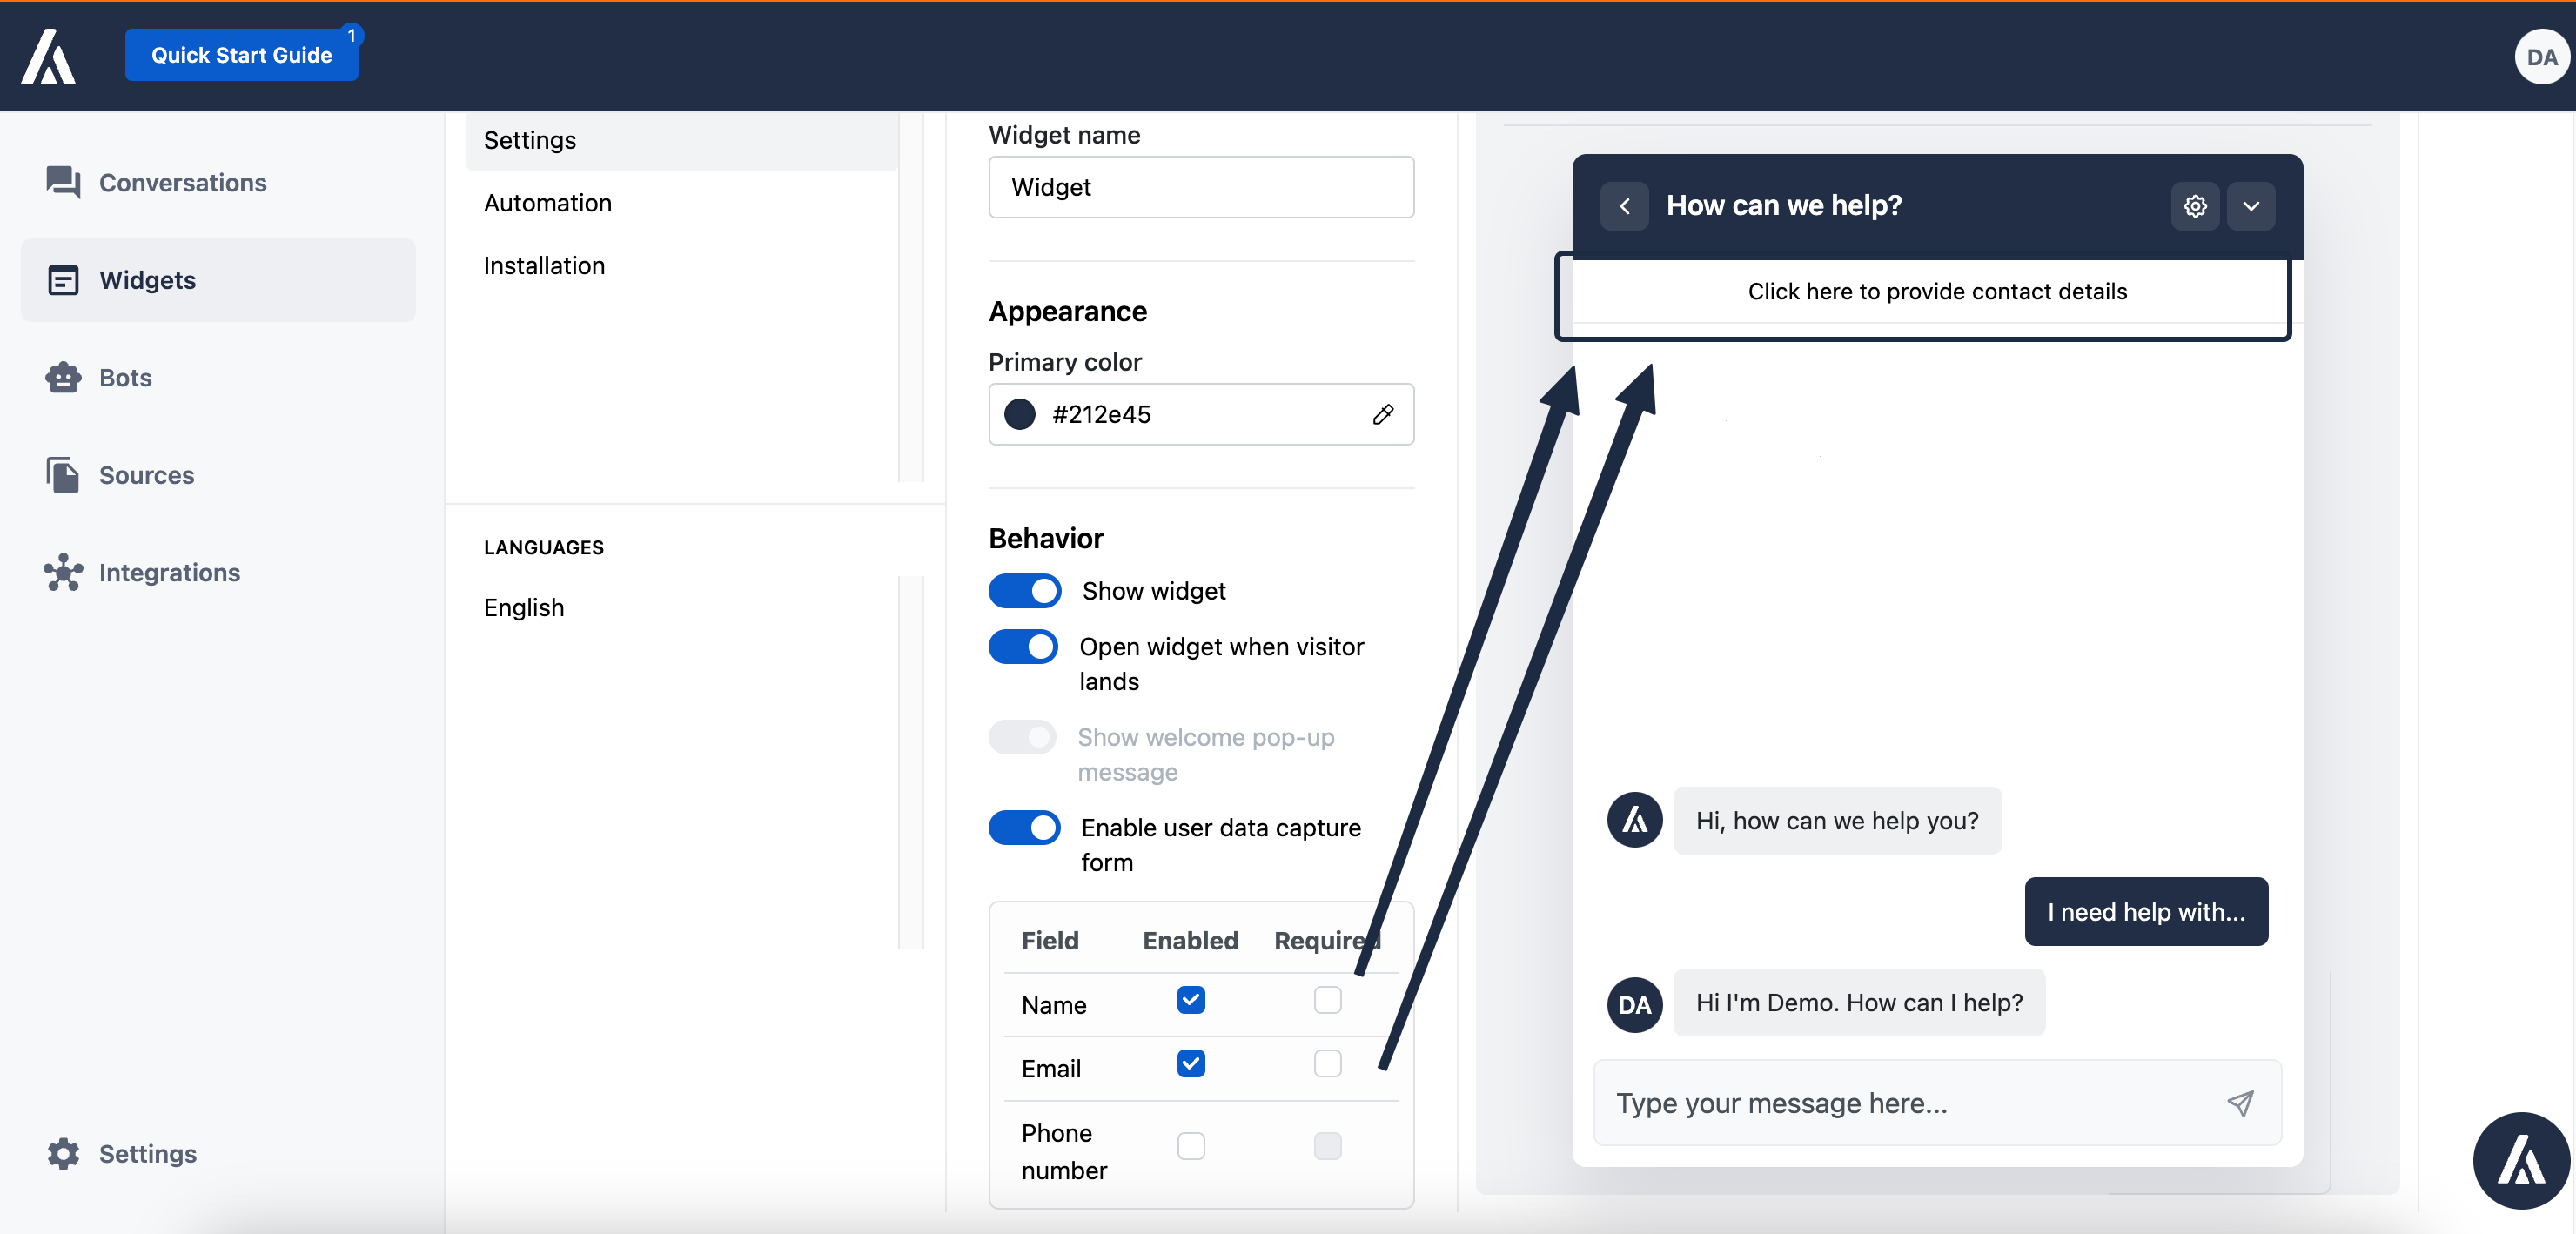 Quick Start Guide
1
DA
Conversations
Widgets
Bots
Sources
Integrations
Settings
Settings
Automation
Installation
LANGUAGES
English
Widget name
Widget
Appearance
Primary color
#212e45
Behavior
Show widget
Open widget when visitor
lands
Show welcome pop-up
message
Enable user data capture
form
Field Enabled Required
Name
Email
Phone
number
How can we help?
Click here to provide contact details
Hi, how can we help you?
I need help with...
DA
Hi I'm Demo. How can I help?
Type your message here...